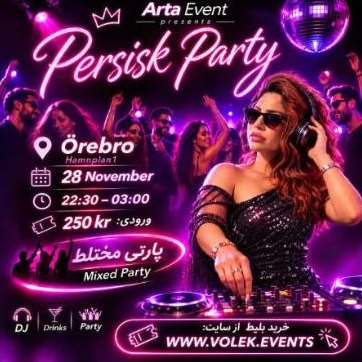 Arta Event
presents
Persisk Party
Örebro
Hamnplan1
28 November
22:30 – 03:00
ورودی: 250 kr
پارتی مختلط
Mixed Party
DJ
Drinks
Party
خرید بلیط از سایت:
WWW.VOLEK.EVENTS